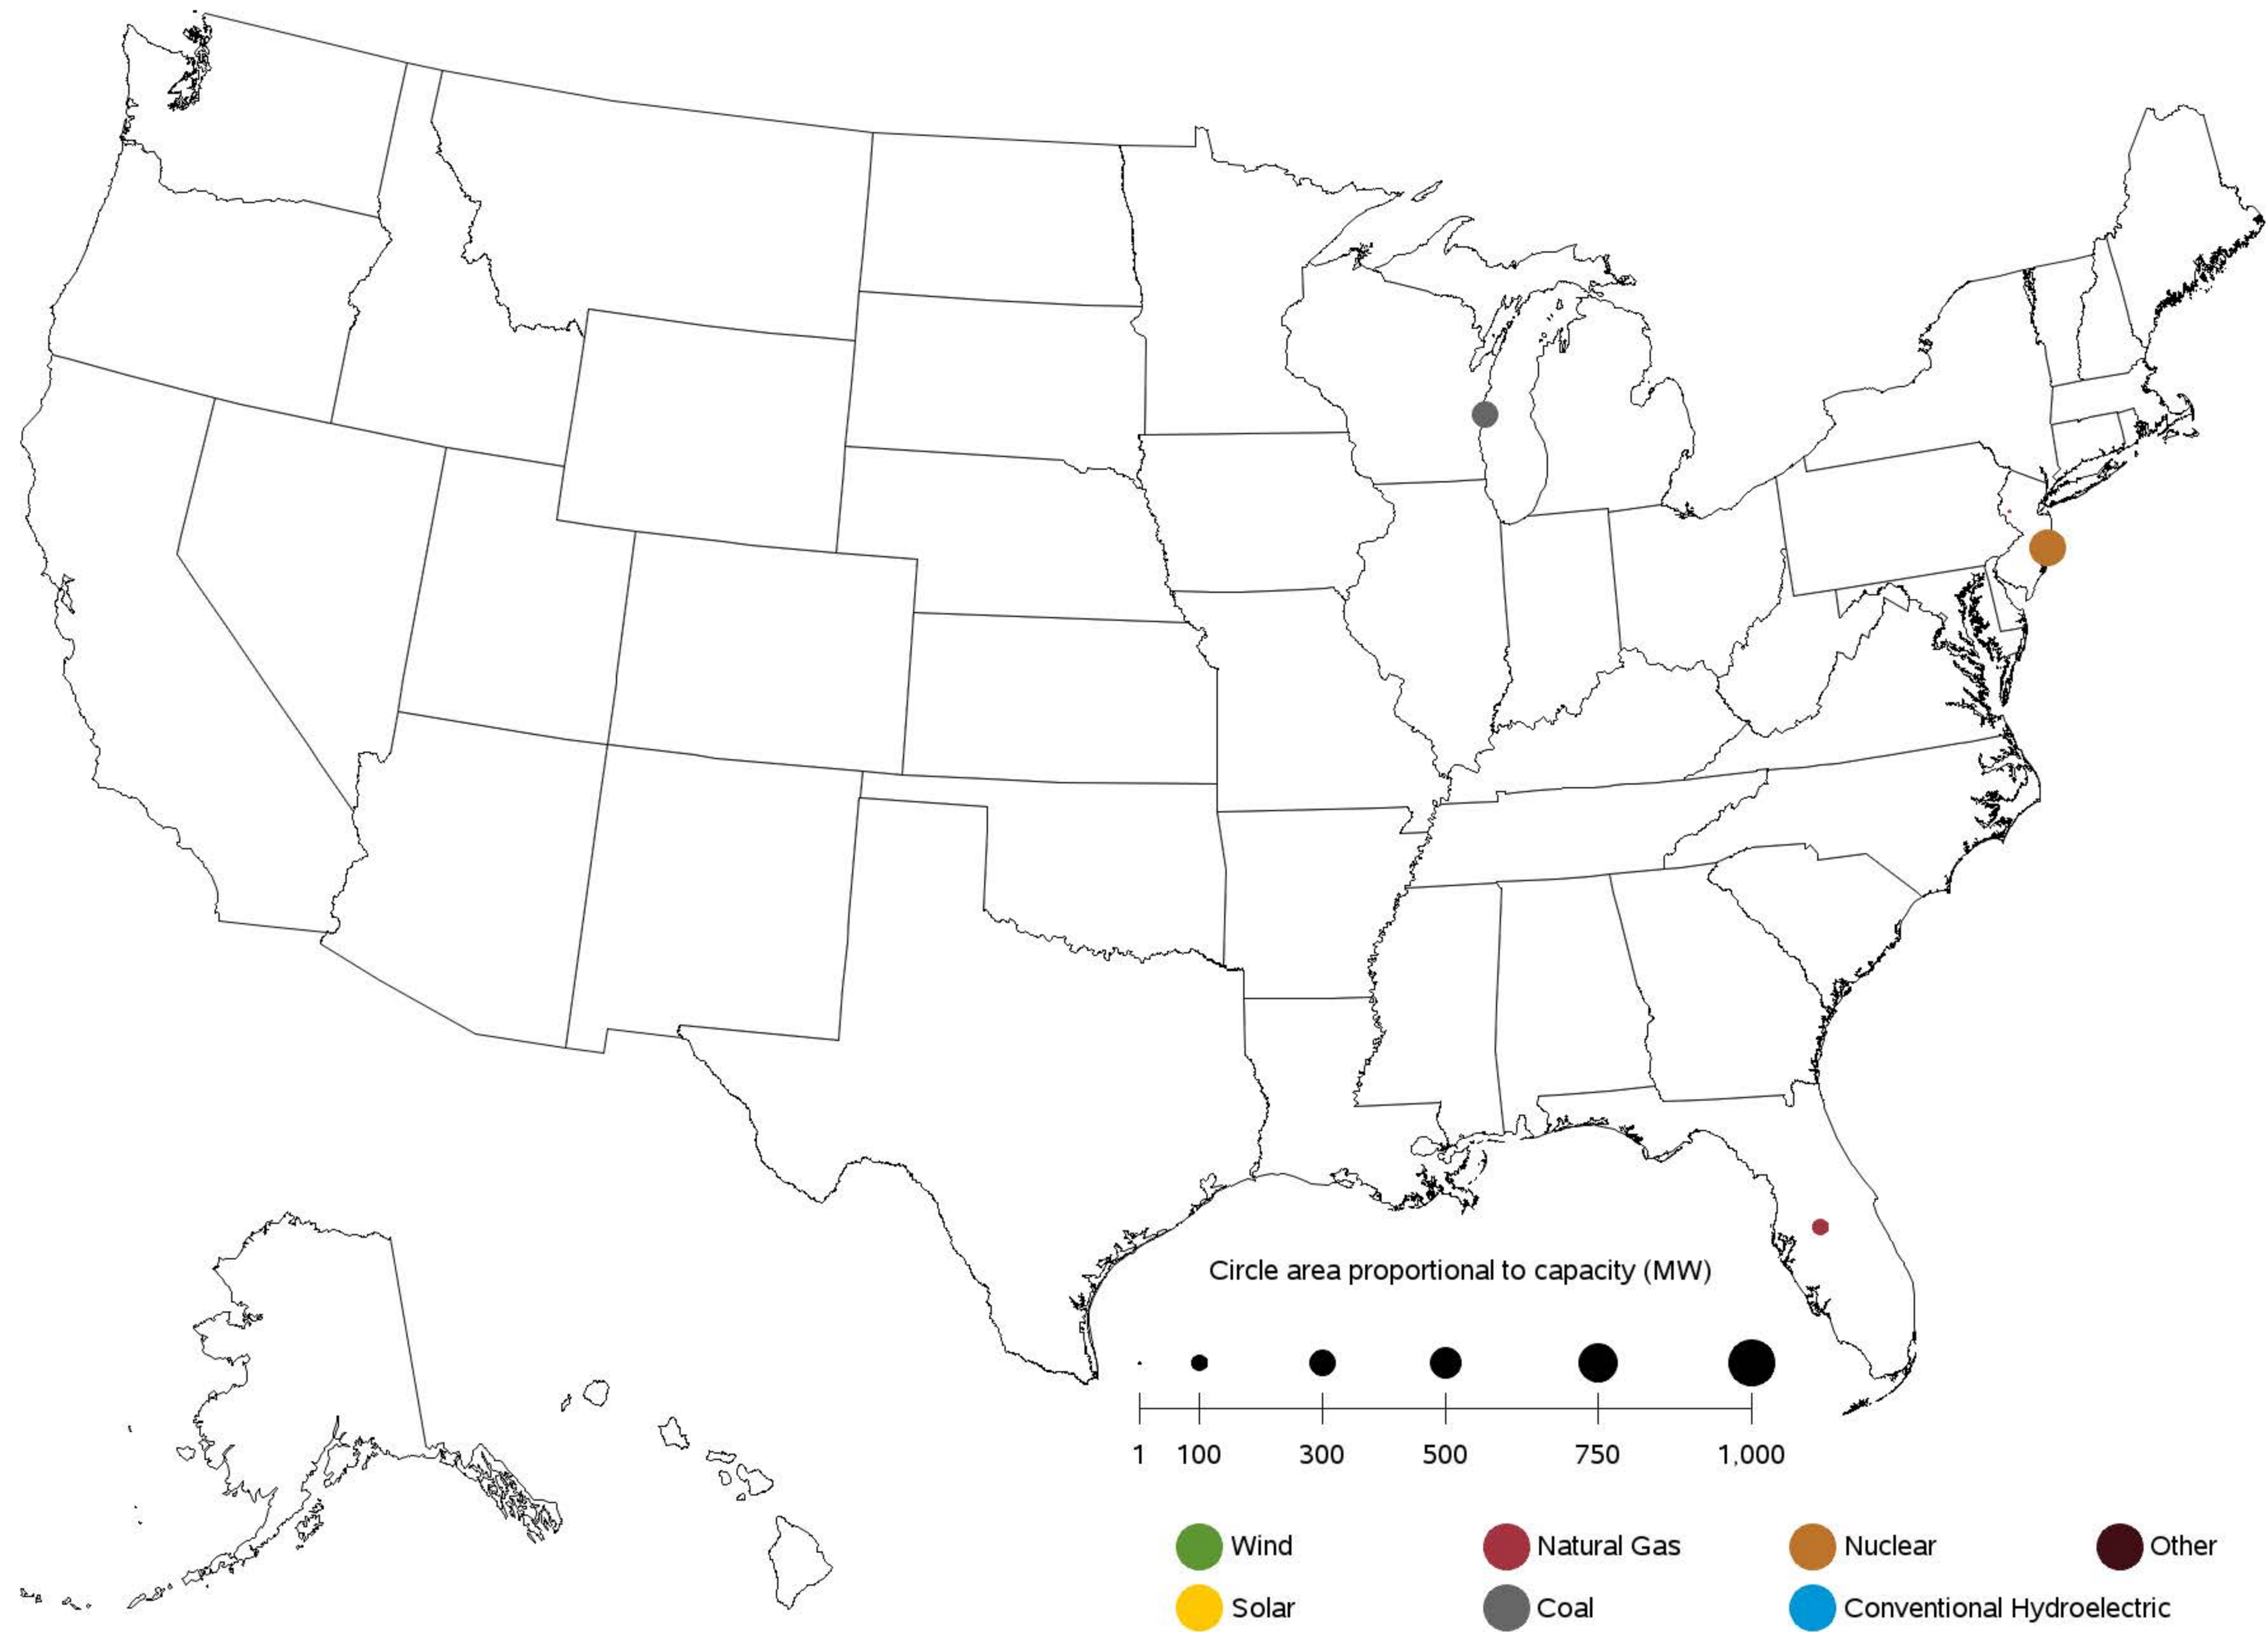 Circle area proportional to capacity (MW)
1 100 300 500 750 1,000
Wind Natural Gas Nuclear Other
Solar Coal Conventional Hydroelectric